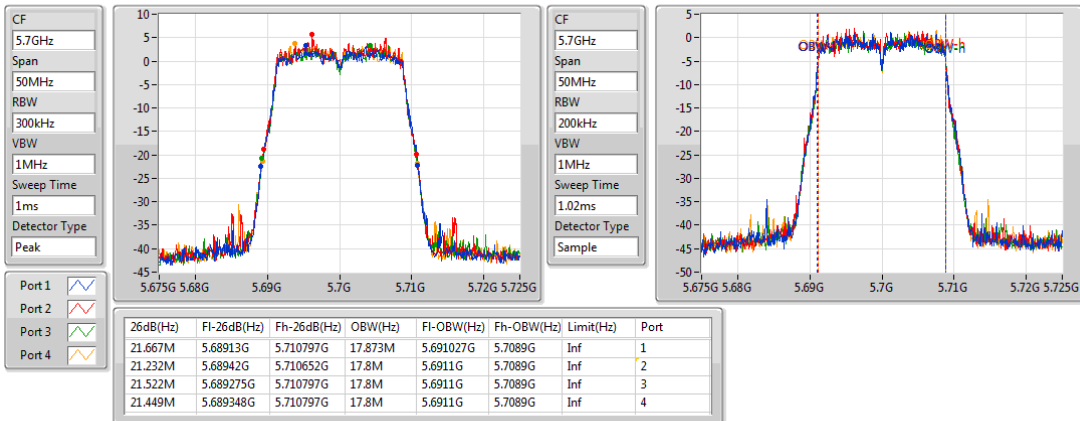 CF
5.7GHz
Span
50MHz
RBW
300kHz
VBW
1MHz
Sweep Time
1ms
Detector Type
Peak
10
5
0
-5
-10
-15
-20
-25
-30
-35
-40
-45
5.675G 5.68G 5.69G 5.7G 5.71G 5.72G 5.725G
CF
5.7GHz
Span
50MHz
RBW
200kHz
VBW
1MHz
Sweep Time
1.02ms
Detector Type
Sample
5
0
-5
-10
-15
-20
-25
-30
-35
-40
-45
-50
5.675G 5.68G 5.69G 5.7G 5.71G 5.72G 5.725G
Port 1
Port 2
Port 3
Port 4
26dB(Hz) Fl-26dB(Hz) Fh-26dB(Hz) OBW(Hz) Fl-OBW(Hz) Fh-OBW(Hz) Limit(Hz) Port
21.667M 5.68913G 5.710797G 17.873M 5.691027G 5.7089G Inf 1
21.232M 5.68942G 5.710652G 17.8M 5.6911G 5.7089G Inf 2
21.522M 5.689275G 5.710797G 17.8M 5.6911G 5.7089G Inf 3
21.449M 5.689348G 5.710797G 17.8M 5.6911G 5.7089G Inf 4